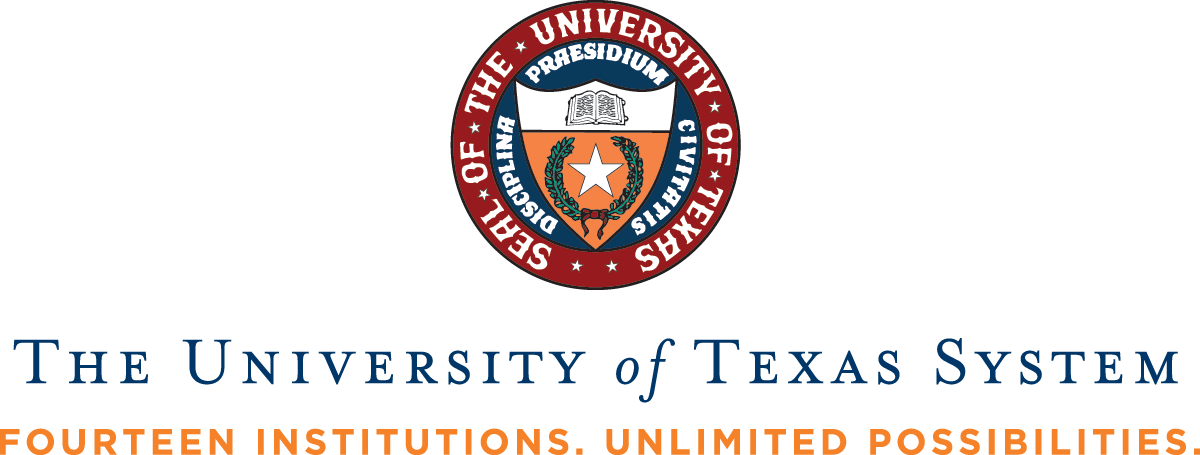 SEAL OF THE UNIVERSITY OF TEXAS
DISCIPLINA PRAESIDIUM CIVITATIS
THE UNIVERSITY of TEXAS SYSTEM
FOURTEEN INSTITUTIONS. UNLIMITED POSSIBILITIES.